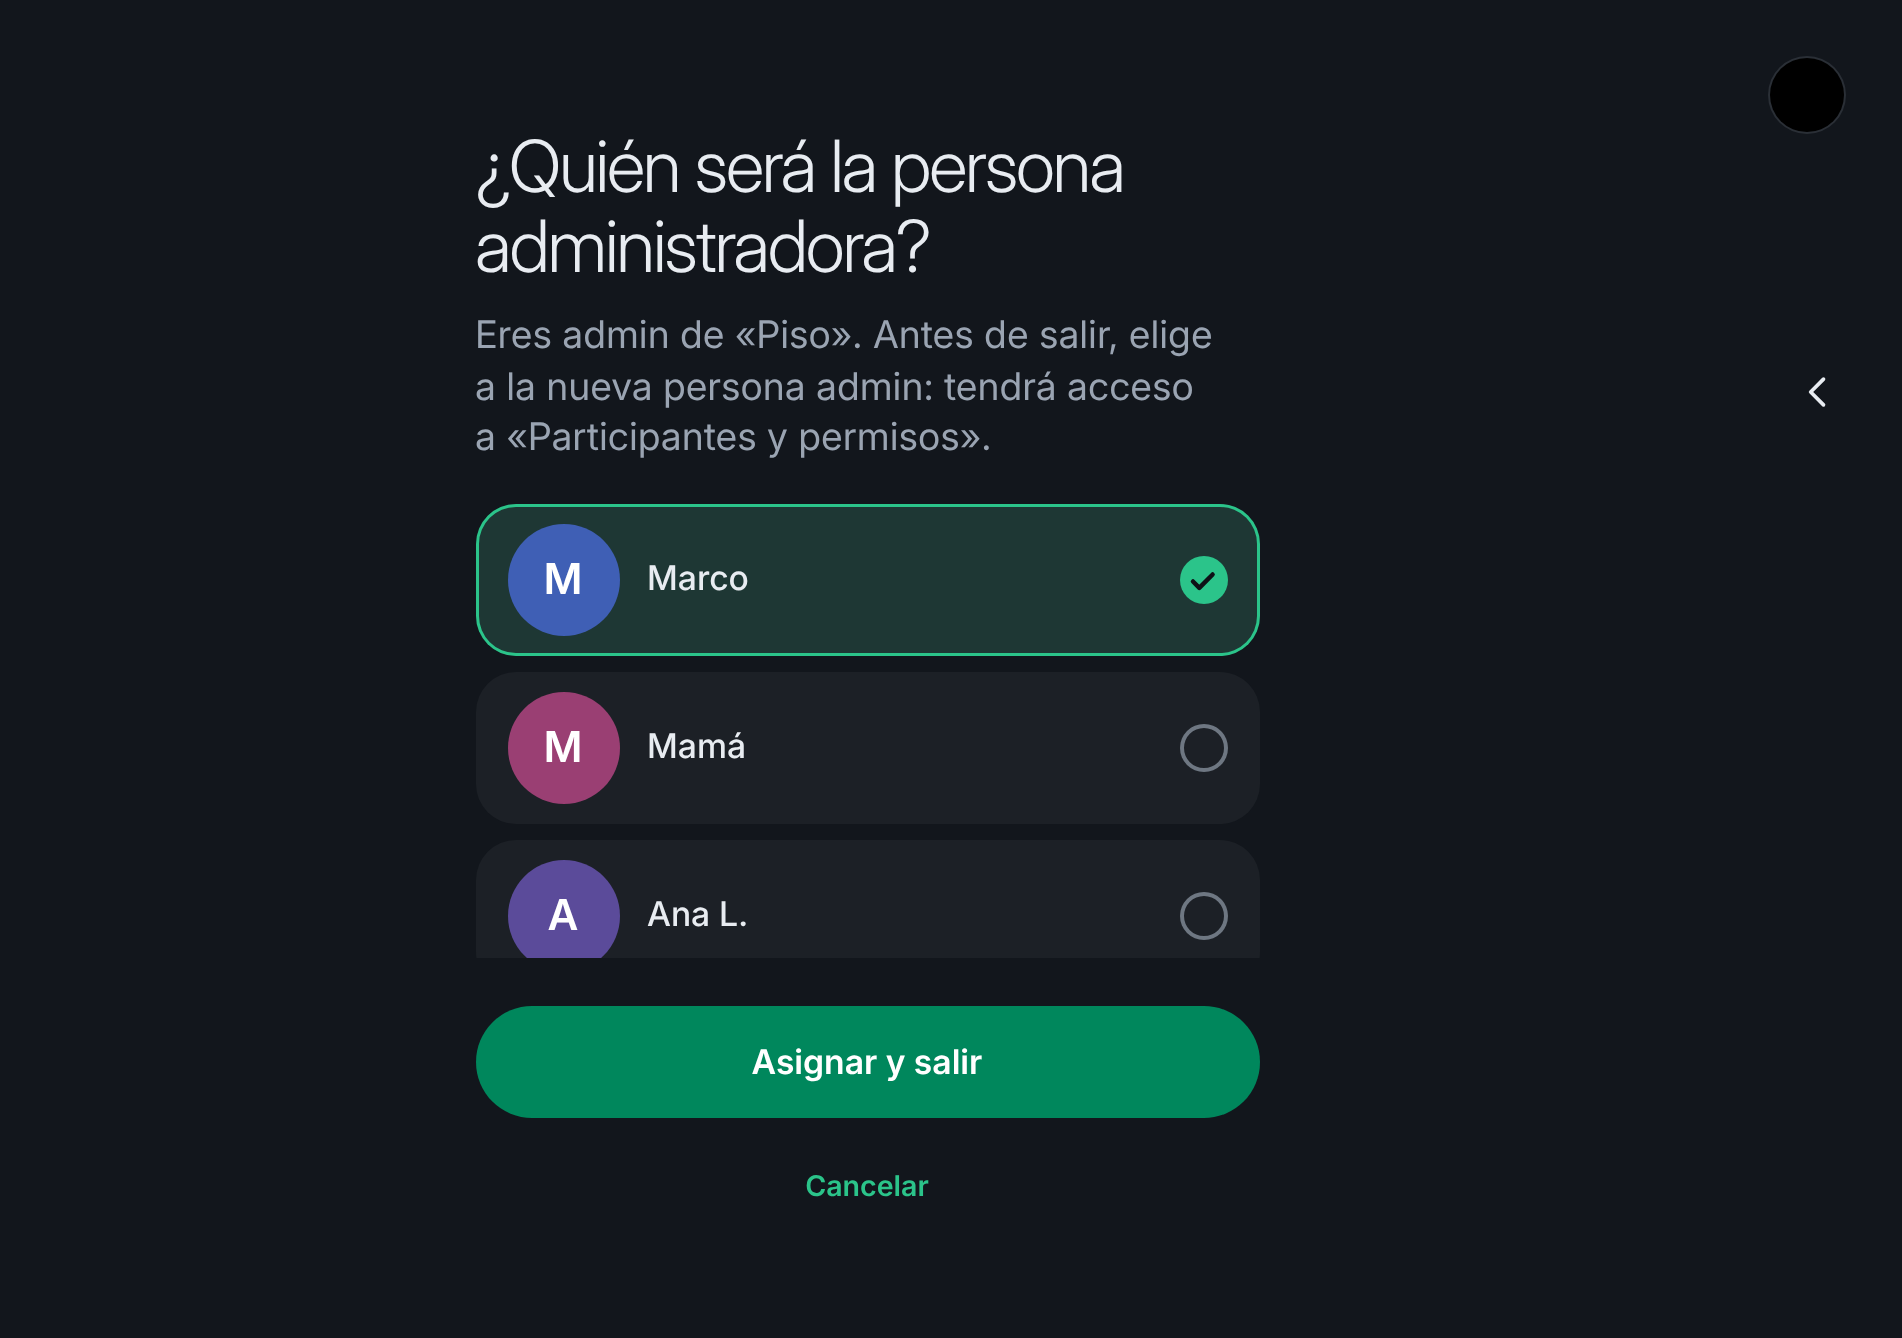 ¿Quién será la persona
administradora?
Eres admin de «Piso». Antes de salir, elige
a la nueva persona admin: tendrá acceso
a «Participantes y permisos».
M Marco
M Mamá
A Ana L.
Asignar y salir
Cancelar